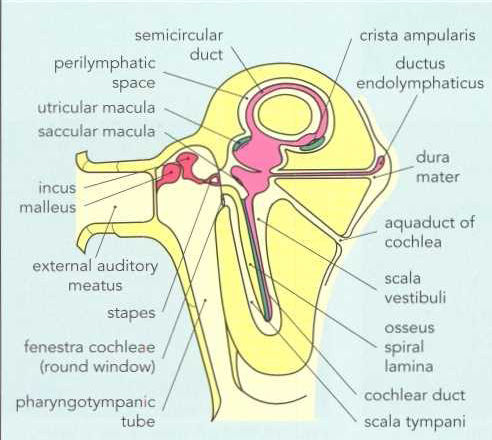 semicircular
duct
perilymphatic
space
utricular macula
saccular macula
incus
malleus
external auditory
meatus
stapes
fenestra cochleae
(round window)
pharyngotympanic
tube
crista ampularis
ductus
endolymphaticus
dura
mater
aquaduct of
cochlea
scala
vestibuli
osseus
spiral
lamina
cochlear duct
scala tympani